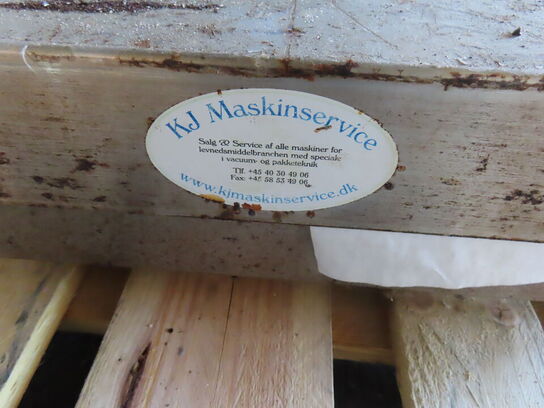 KJ Maskinservice
Salg & Service af alle maskiner for
levnedsmiddelbranchen med speciale
i vacuum- og pakketeknik
Tlf. +45 40 30 49 06
Fax: +45 58 53 49 06
www.kjmaskinservice.dk